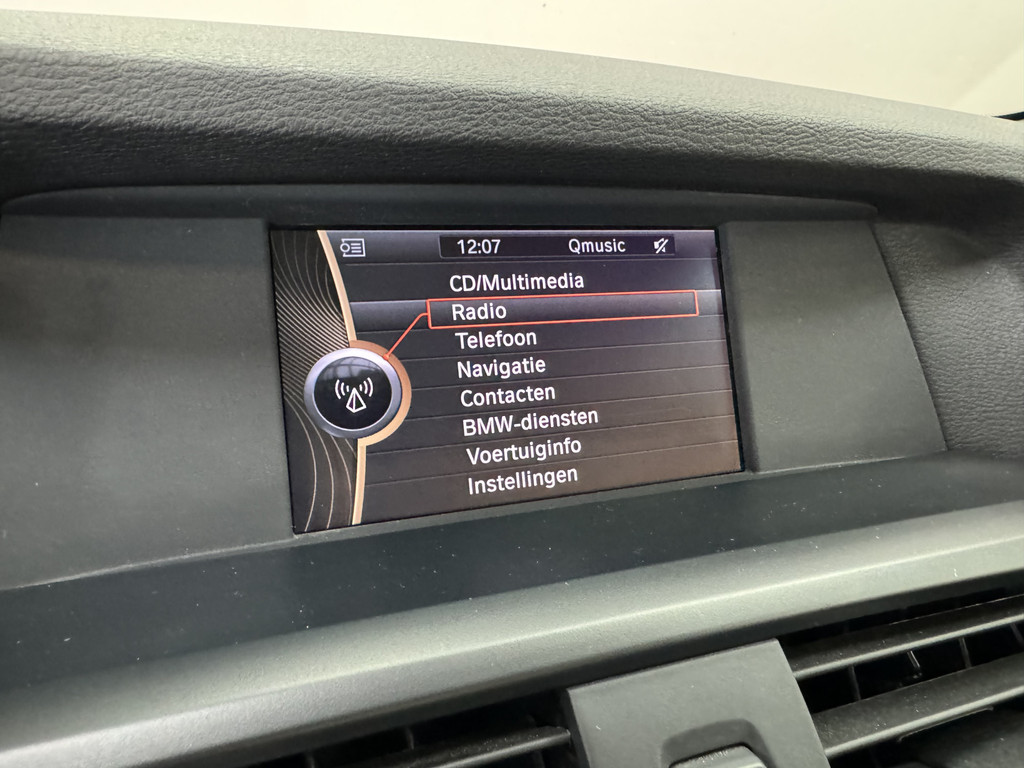 12:07 Qmusic
CD/Multimedia
Radio
Telefoon
Navigatie
Contacten
BMW-diensten
Voertuiginfo
Instellingen